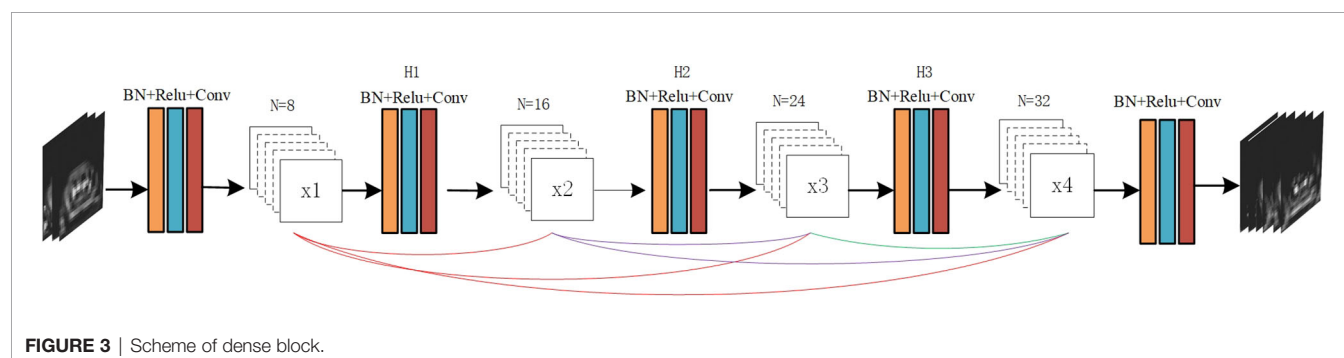 H1
H2
H3
BN+Relu+Conv
N=8
BN+Relu+Conv
N=16
BN+Relu+Conv
N=24
BN+Relu+Conv
N=32
BN+Relu+Conv
x1
x2
x3
x4
FIGURE 3 | Scheme of dense block.